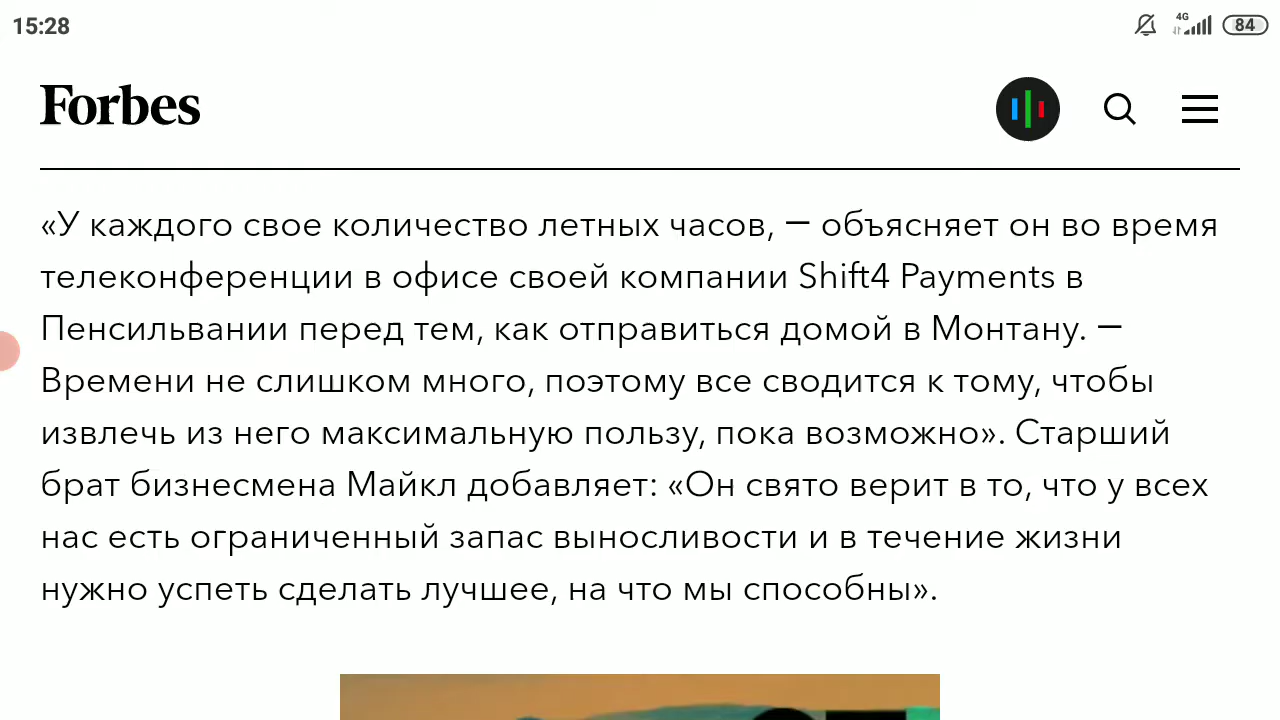 15:28
4G
84
Forbes
«У каждого свое количество летных часов, — объясняет он во время
телеконференции в офисе своей компании Shift4 Payments в
Пенсильвании перед тем, как отправиться домой в Монтану. —
Времени не слишком много, поэтому все сводится к тому, чтобы
извлечь из него максимальную пользу, пока возможно». Старший
брат бизнесмена Майкл добавляет: «Он свято верит в то, что у всех
нас есть ограниченный запас выносливости и в течение жизни
нужно успеть сделать лучшее, на что мы способны».